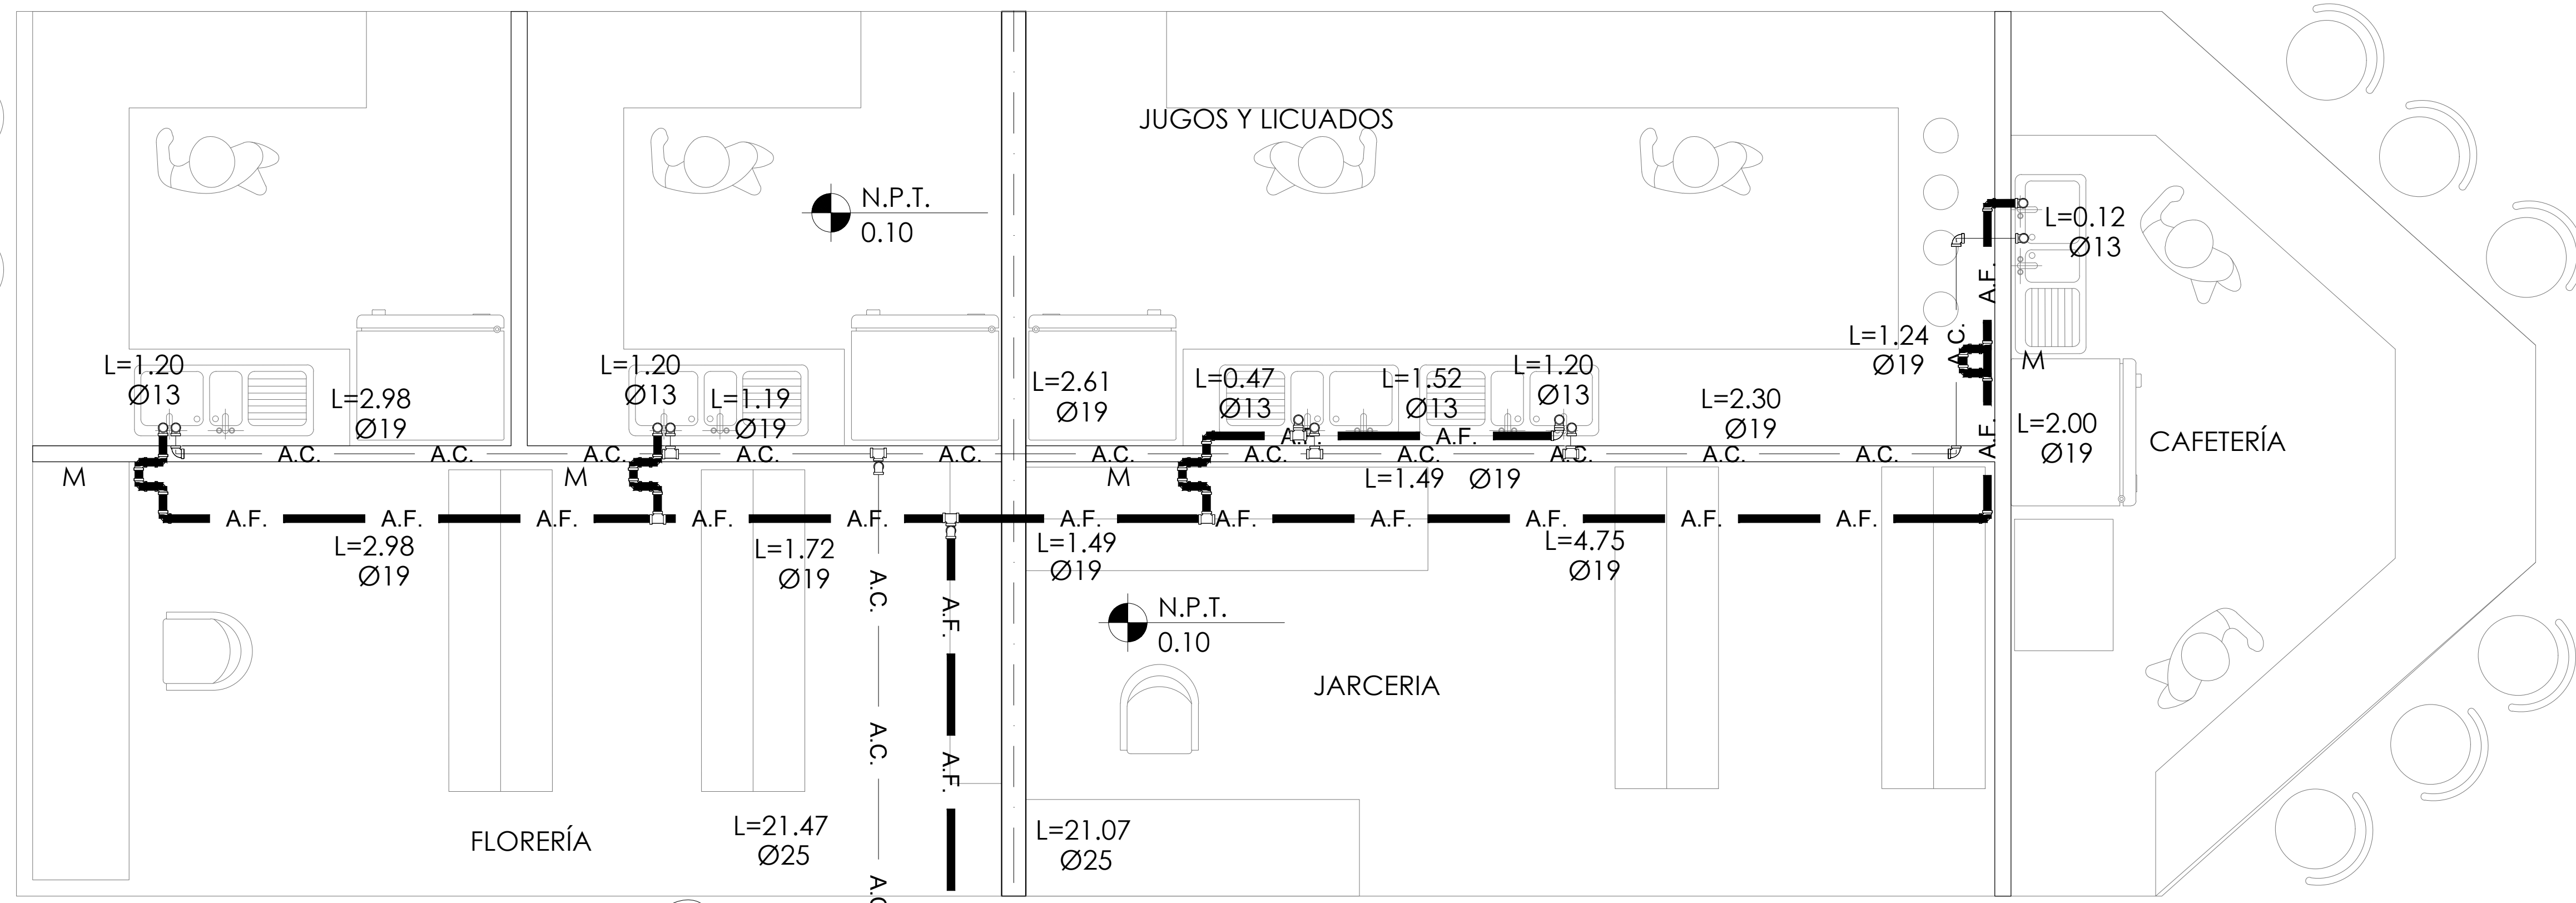 JUGOS Y LICUADOS
N.P.T.
0.10
L=0.12
Ø13
A.F.
L=1.24
Ø19
A.C.
M
L=1.20
Ø13
L=2.98
Ø19
L=1.20
Ø13
L=1.19
Ø19
L=2.61
Ø19
L=0.47
Ø13
L=1.52
Ø13
L=1.20
Ø13
L=2.30
Ø19
L=2.00
Ø19
CAFETERÍA
A.F.
A.F. A.F.
A.C. A.C. A.C. A.C. A.C. A.C. A.C. A.C. A.C. A.C. A.C.
M M M
L=1.49 Ø19
A.F. A.F. A.F. A.F. A.F. A.F. A.F. A.F. A.F. A.F. A.F.
L=2.98
Ø19
L=1.72
Ø19
L=1.49
Ø19
L=4.75
Ø19
A.C.
A.F.
N.P.T.
0.10
JARCERIA
A.C.
A.F.
FLORERÍA
L=21.47
Ø25
L=21.07
Ø25